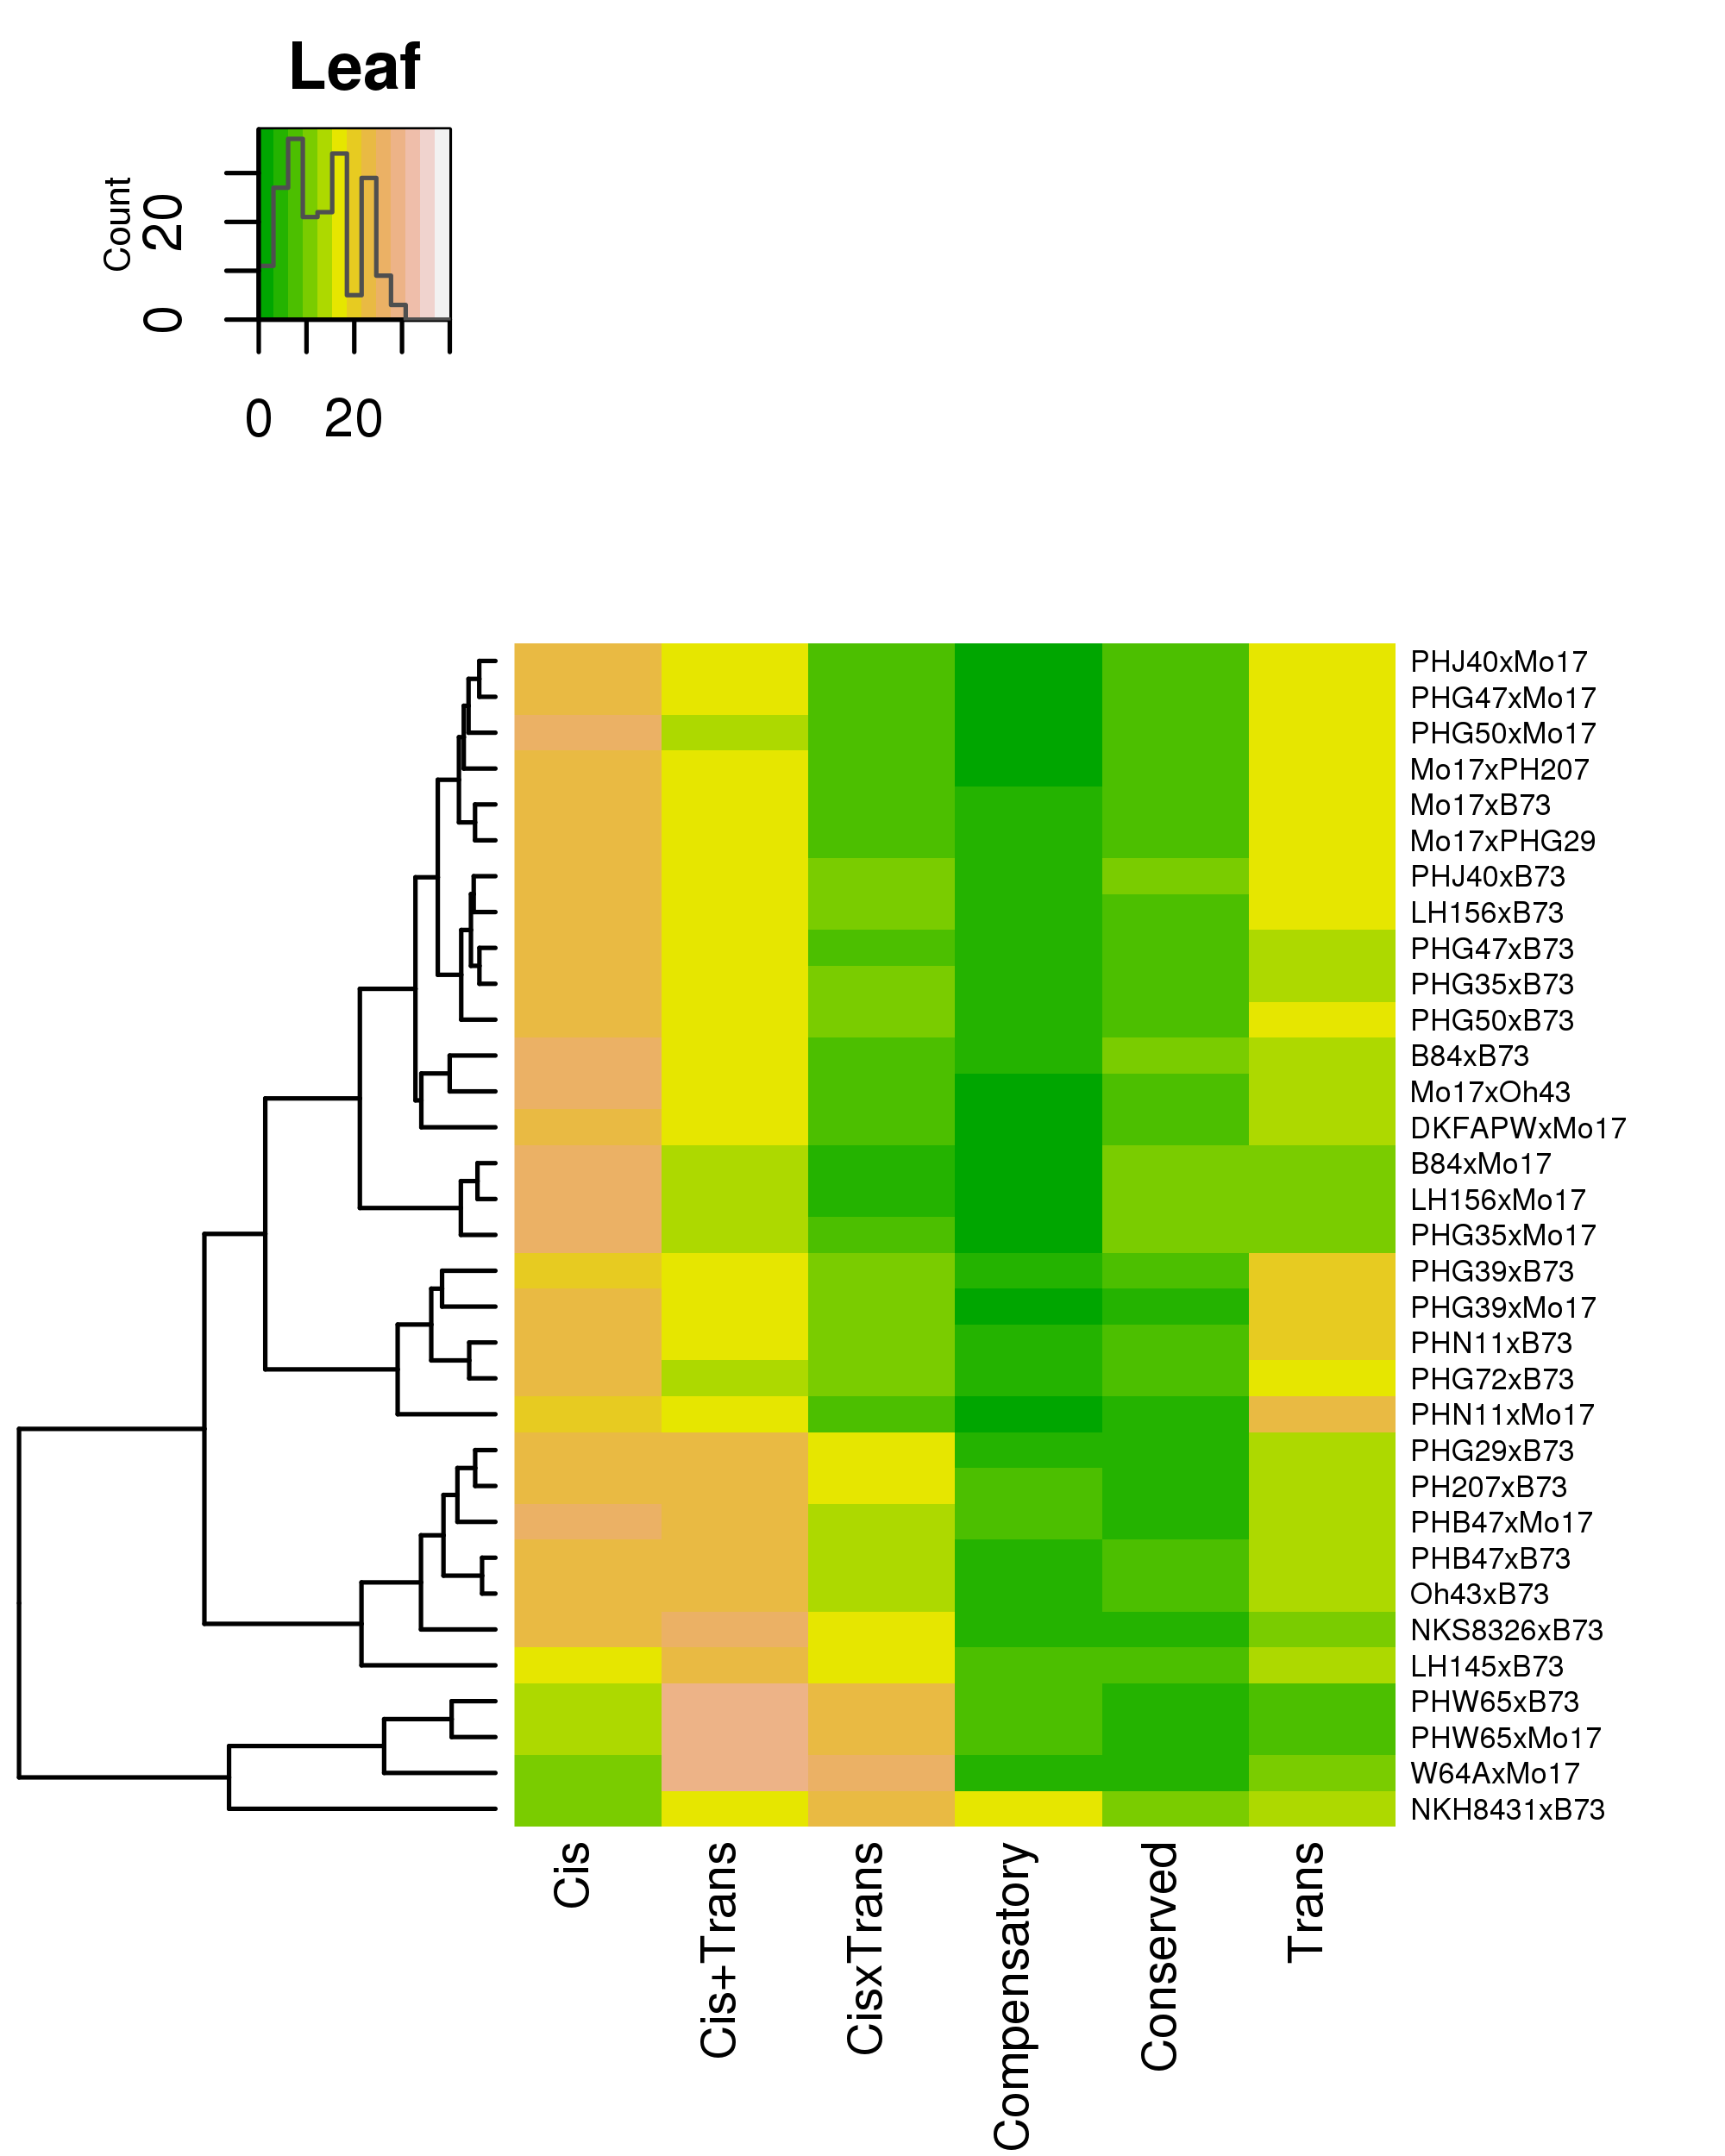 Leaf
Count
0 20
0 20
PHJ40xMo17
PHG47xMo17
PHG50xMo17
Mo17xPH207
Mo17xB73
Mo17xPHG29
PHJ40xB73
LH156xB73
PHG47xB73
PHG35xB73
PHG50xB73
B84xB73
Mo17xOh43
DKFAPWxMo17
B84xMo17
LH156xMo17
PHG35xMo17
PHG39xB73
PHG39xMo17
PHN11xB73
PHG72xB73
PHN11xMo17
PHG29xB73
PH207xB73
PHB47xMo17
PHB47xB73
Oh43xB73
NKS8326xB73
LH145xB73
PHW65xB73
PHW65xMo17
W64AxMo17
NKH8431xB73
Cis
Cis+Trans
CisxTrans
Compensatory
Conserved
Trans